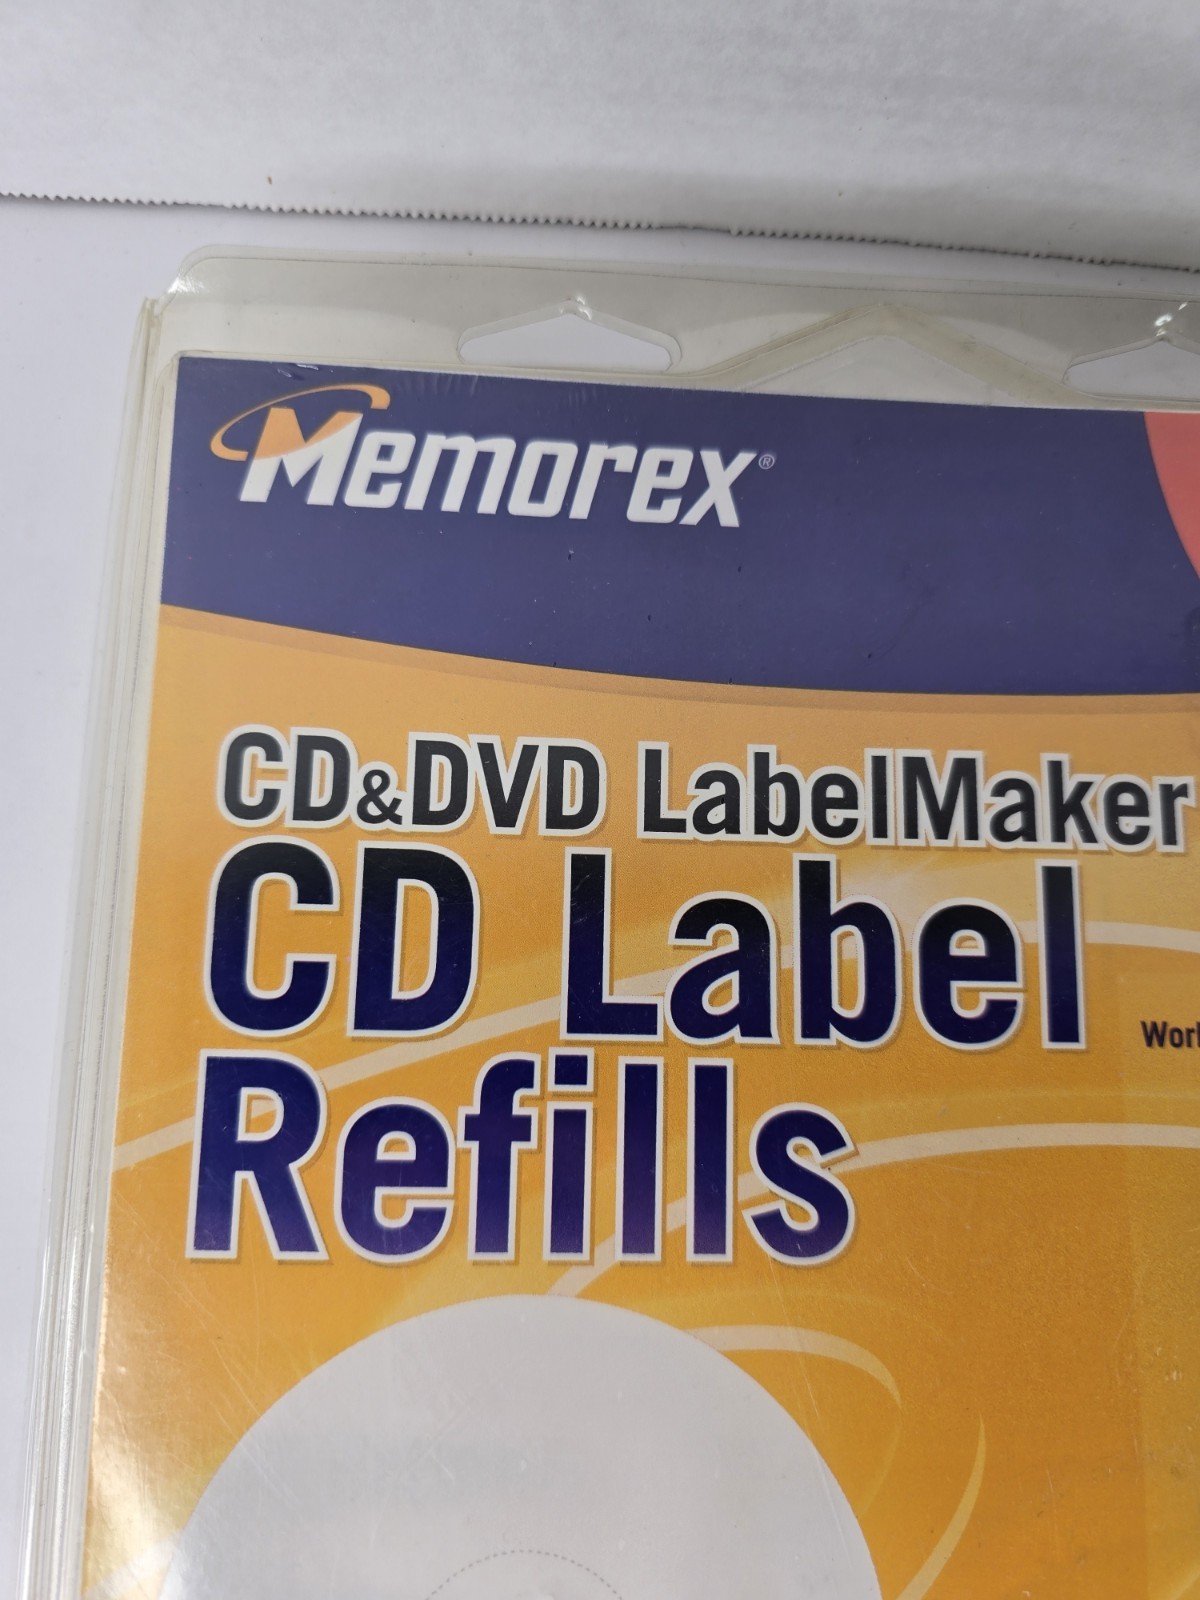 Memorex®
CD&DVD LabelMaker
CD Label
Refills